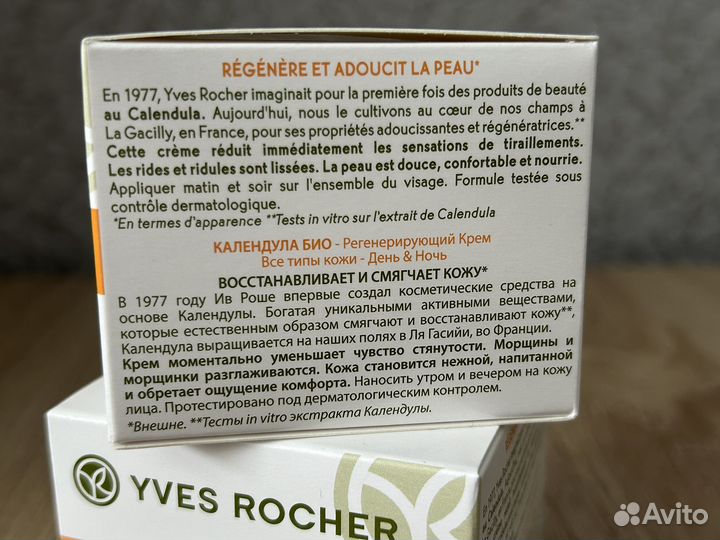 RÉGÉNÈRE ET ADOUCIT LA PEAU*
En 1977, Yves Rocher imaginait pour la première fois des produits de beauté
au Calendula. Aujourd'hui, nous le cultivons au cœur de nos champs à
La Gacilly, en France, pour ses propriétés adoucissantes et régénératrices.**
Cette crème réduit immédiatement les sensations de tiraillements.
Les rides et ridules sont lissées. La peau est douce, confortable et nourrie.
Appliquer matin et soir sur l'ensemble du visage. Formule testée sous
contrôle dermatologique.
*En termes d'apparence **Tests in vitro sur l'extrait de Calendula
КАЛЕНДУЛА БИО - Регенерирующий Крем
Все типы кожи - День & Ночь
ВОССТАНАВЛИВАЕТ И СМЯГЧАЕТ КОЖУ*
В 1977 году Ив Роше впервые создал косметические средства на
основе Календулы. Богатая уникальными активными веществами,
которые естественным образом смягчают и восстанавливают кожу**,
Календула выращивается на наших полях в Ля Гасийи, во Франции.
Крем моментально уменьшает чувство стянутости. Морщины и
морщинки разглаживаются. Кожа становится нежной, напитанной
и обретает ощущение комфорта. Наносить утром и вечером на кожу
лица. Протестировано под дерматологическим контролем.
*Внешне. **Тесты in vitro экстракта Календулы.
YVES ROCHER
Avito